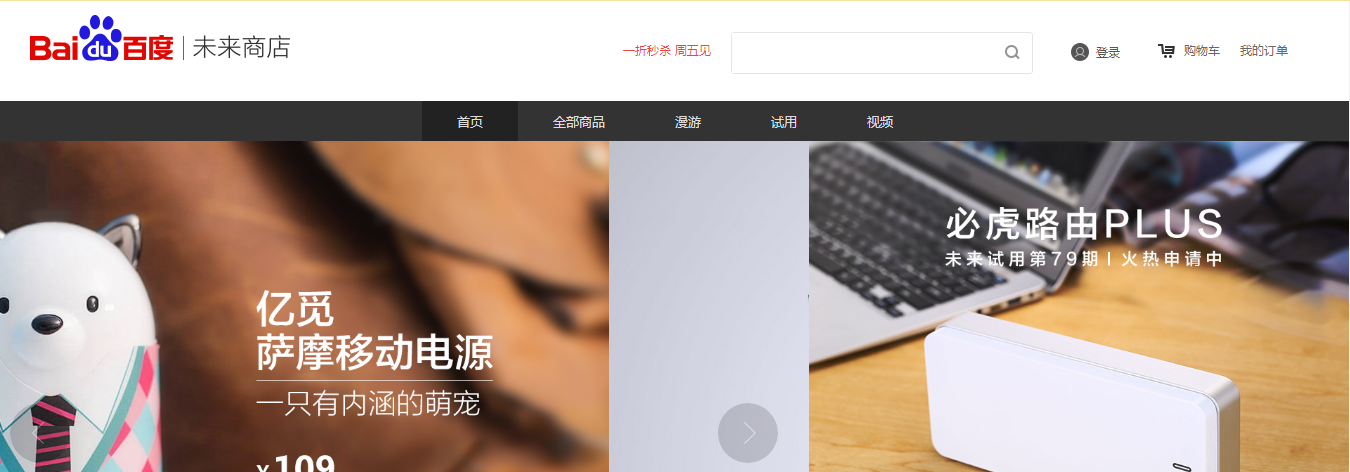 Baidu百度 | 未来商店
一折秒杀 周五见
登录
购物车
我的订单
首页
全部商品
漫游
试用
视频
亿觅
萨摩移动电源
一只有内涵的萌宠
¥109
必虎路由PLUS
未来试用第79期 | 火热申请中